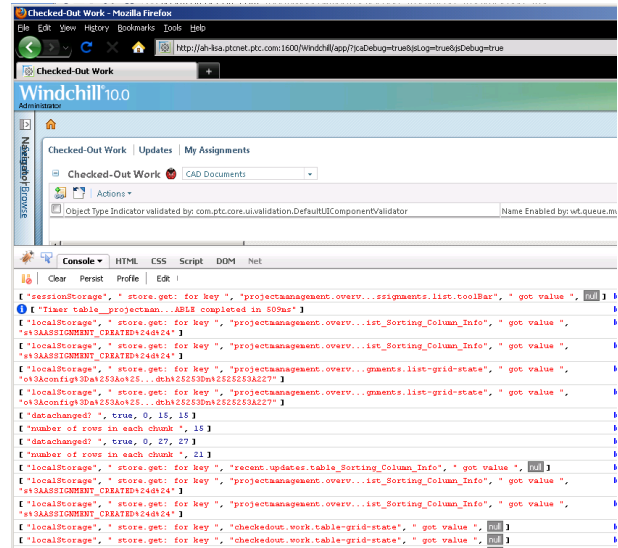 Checked-Out Work - Mozilla Firefox
File Edit View History Bookmarks Tools Help
http://ah-lisa.ptcnet.ptc.com:1600/Windchill/app/?jcaDebug=true&jsLog=true&jsDebug=true
Checked-Out Work +
Windchill 10.0
Administrator
Navigator
Browse
Checked-Out Work | Updates | My Assignments
Checked-Out Work CAD Documents
Actions
Object Type Indicator validated by: com.ptc.core.ui.validation.DefaultUIComponentValidator Name Enabled by: wt.queue.my
Console HTML CSS Script DOM Net
Clear Persist Profile Edit
[ "sessionStorage", " store.get: for key ", "projectmanagement.overv...ssignments.list.toolBar", " got value ", null ]
[ "Timer table__projectman...ABLE completed in 509ms" ]
[ "localStorage", " store.get: for key ", "projectmanagement.overv...ist_Sorting_Column_Info", " got value ",
"s%3AASSIGNMENT_CREATED%24d%24" ]
[ "localStorage", " store.get: for key ", "projectmanagement.overv...ist_Sorting_Column_Info", " got value ",
"s%3AASSIGNMENT_CREATED%24d%24" ]
[ "localStorage", " store.get: for key ", "projectmanagement.overv...gnments.list-grid-state", " got value ",
"o%3Aconfig%3Da%253Ao%25...dth%25253Dn%2525253A227" ]
[ "localStorage", " store.get: for key ", "projectmanagement.overv...gnments.list-grid-state", " got value ",
"o%3Aconfig%3Da%253Ao%25...dth%25253Dn%2525253A227" ]
[ "datachanged? ", true, 0, 15, 15 ]
[ "number of rows in each chunk ", 15 ]
[ "datachanged? ", true, 0, 27, 27 ]
[ "number of rows in each chunk ", 21 ]
[ "localStorage", " store.get: for key ", "recent.updates.table_Sorting_Column_Info", " got value ", null ]
[ "localStorage", " store.get: for key ", "projectmanagement.overv...ist_Sorting_Column_Info", " got value ",
"s%3AASSIGNMENT_CREATED%24d%24" ]
[ "localStorage", " store.get: for key ", "projectmanagement.overv...ist_Sorting_Column_Info", " got value ",
"s%3AASSIGNMENT_CREATED%24d%24" ]
[ "localStorage", " store.get: for key ", "checkedout.work.table-grid-state", " got value ", null ]
[ "localStorage", " store.get: for key ", "checkedout.work.table-grid-state", " got value ", null ]